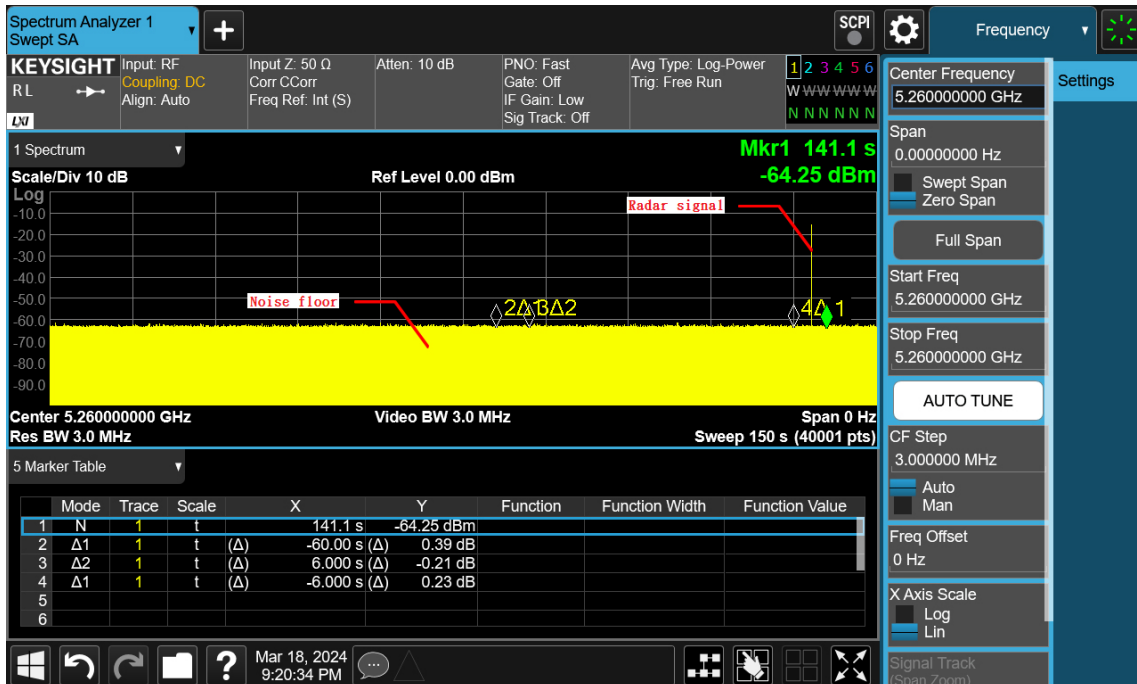 Spectrum Analyzer 1
Swept SA
+
SCPI
Frequency
KEYSIGHT
RL
LXI
Input: RF
Coupling: DC
Align: Auto
Input Z: 50 Ω
Corr CCorr
Freq Ref: Int (S)
Atten: 10 dB
PNO: Fast
Gate: Off
IF Gain: Low
Sig Track: Off
Avg Type: Log-Power
Trig: Free Run
1 2 3 4 5 6
W W W W W W
N N N N N N
Center Frequency
5.260000000 GHz
Settings
Span
0.00000000 Hz
Swept Span
Zero Span
Full Span
Start Freq
5.260000000 GHz
Stop Freq
5.260000000 GHz
AUTO TUNE
CF Step
3.000000 MHz
Auto
Man
Freq Offset
0 Hz
X Axis Scale
Log
Lin
Signal Track
(Span Zoom)
1 Spectrum
Mkr1 141.1 s
-64.25 dBm
Scale/Div 10 dB
Ref Level 0.00 dBm
Log
-10.0
-20.0
-30.0
-40.0
-50.0
-60.0
-70.0
-80.0
-90.0
Radar signal
Noise floor
2Δ1
3Δ2
4Δ1
Center 5.260000000 GHz
Video BW 3.0 MHz
Span 0 Hz
Res BW 3.0 MHz
Sweep 150 s (40001 pts)
5 Marker Table
Mode Trace Scale X Y Function Function Width Function Value
1 N 1 t 141.1 s -64.25 dBm
2 Δ1 1 t (Δ) -60.00 s (Δ) 0.39 dB
3 Δ2 1 t (Δ) 6.000 s (Δ) -0.21 dB
4 Δ1 1 t (Δ) -6.000 s (Δ) 0.23 dB
5
6
?
Mar 18, 2024
9:20:34 PM